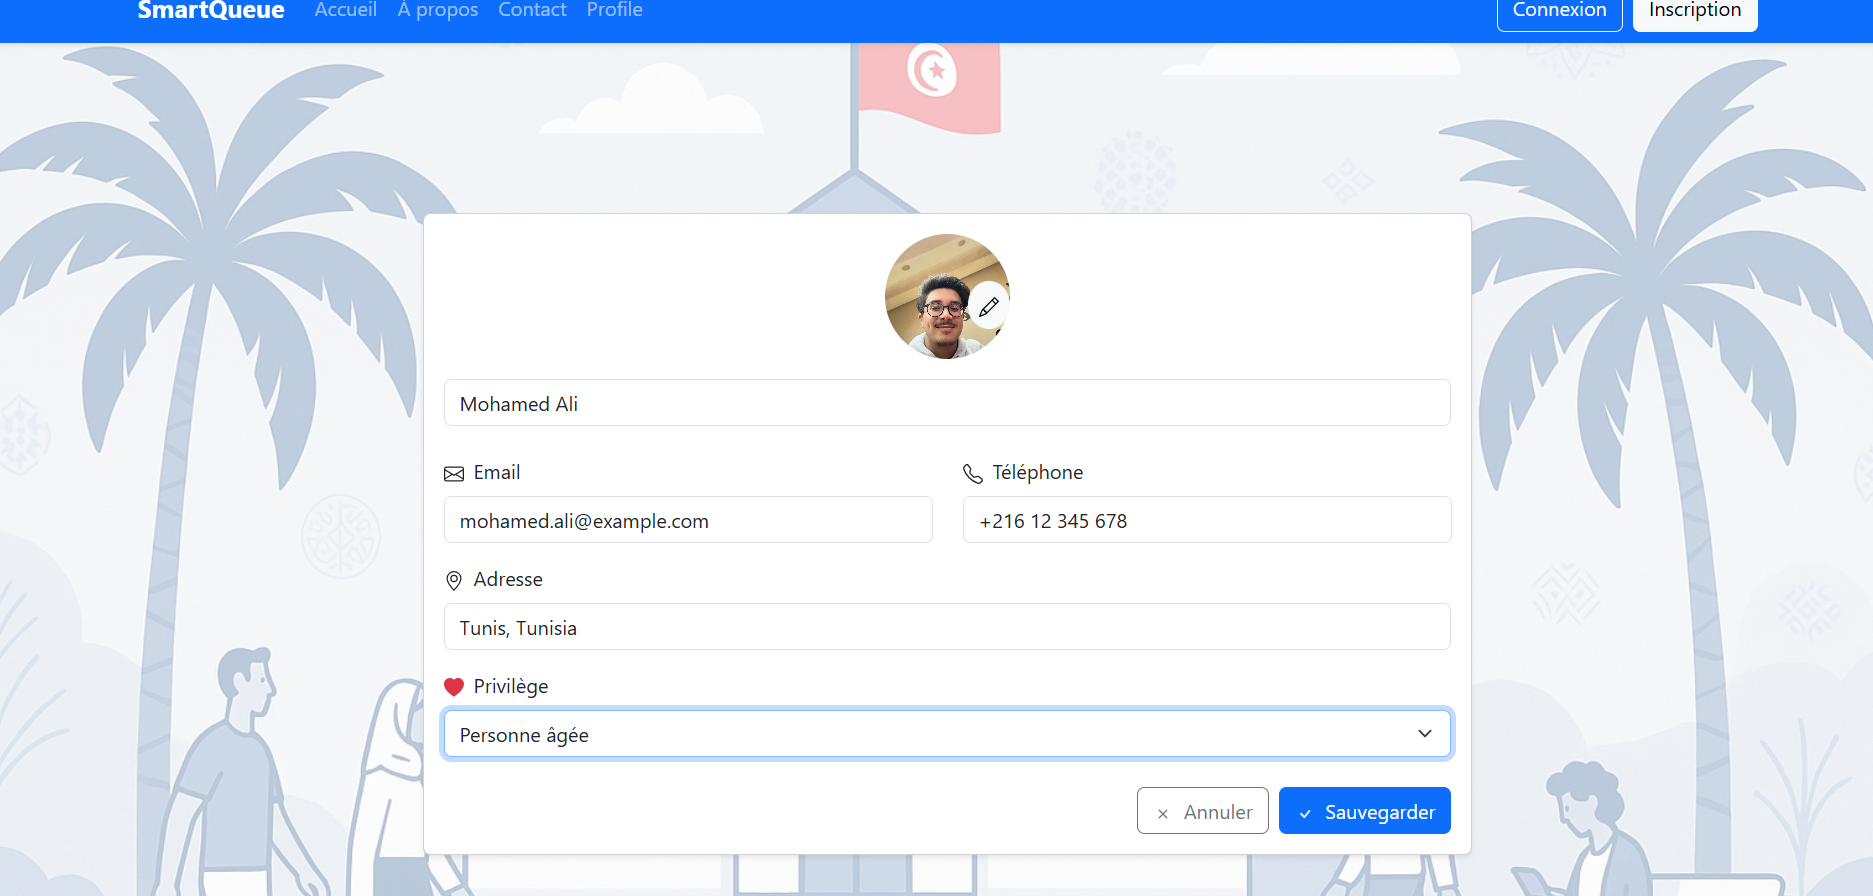 SmartQueue Accueil À propos Contact Profile Connexion Inscription
Mohamed Ali
Email Téléphone
mohamed.ali@example.com +216 12 345 678
Adresse
Tunis, Tunisia
Privilège
Personne âgée
Annuler Sauvegarder